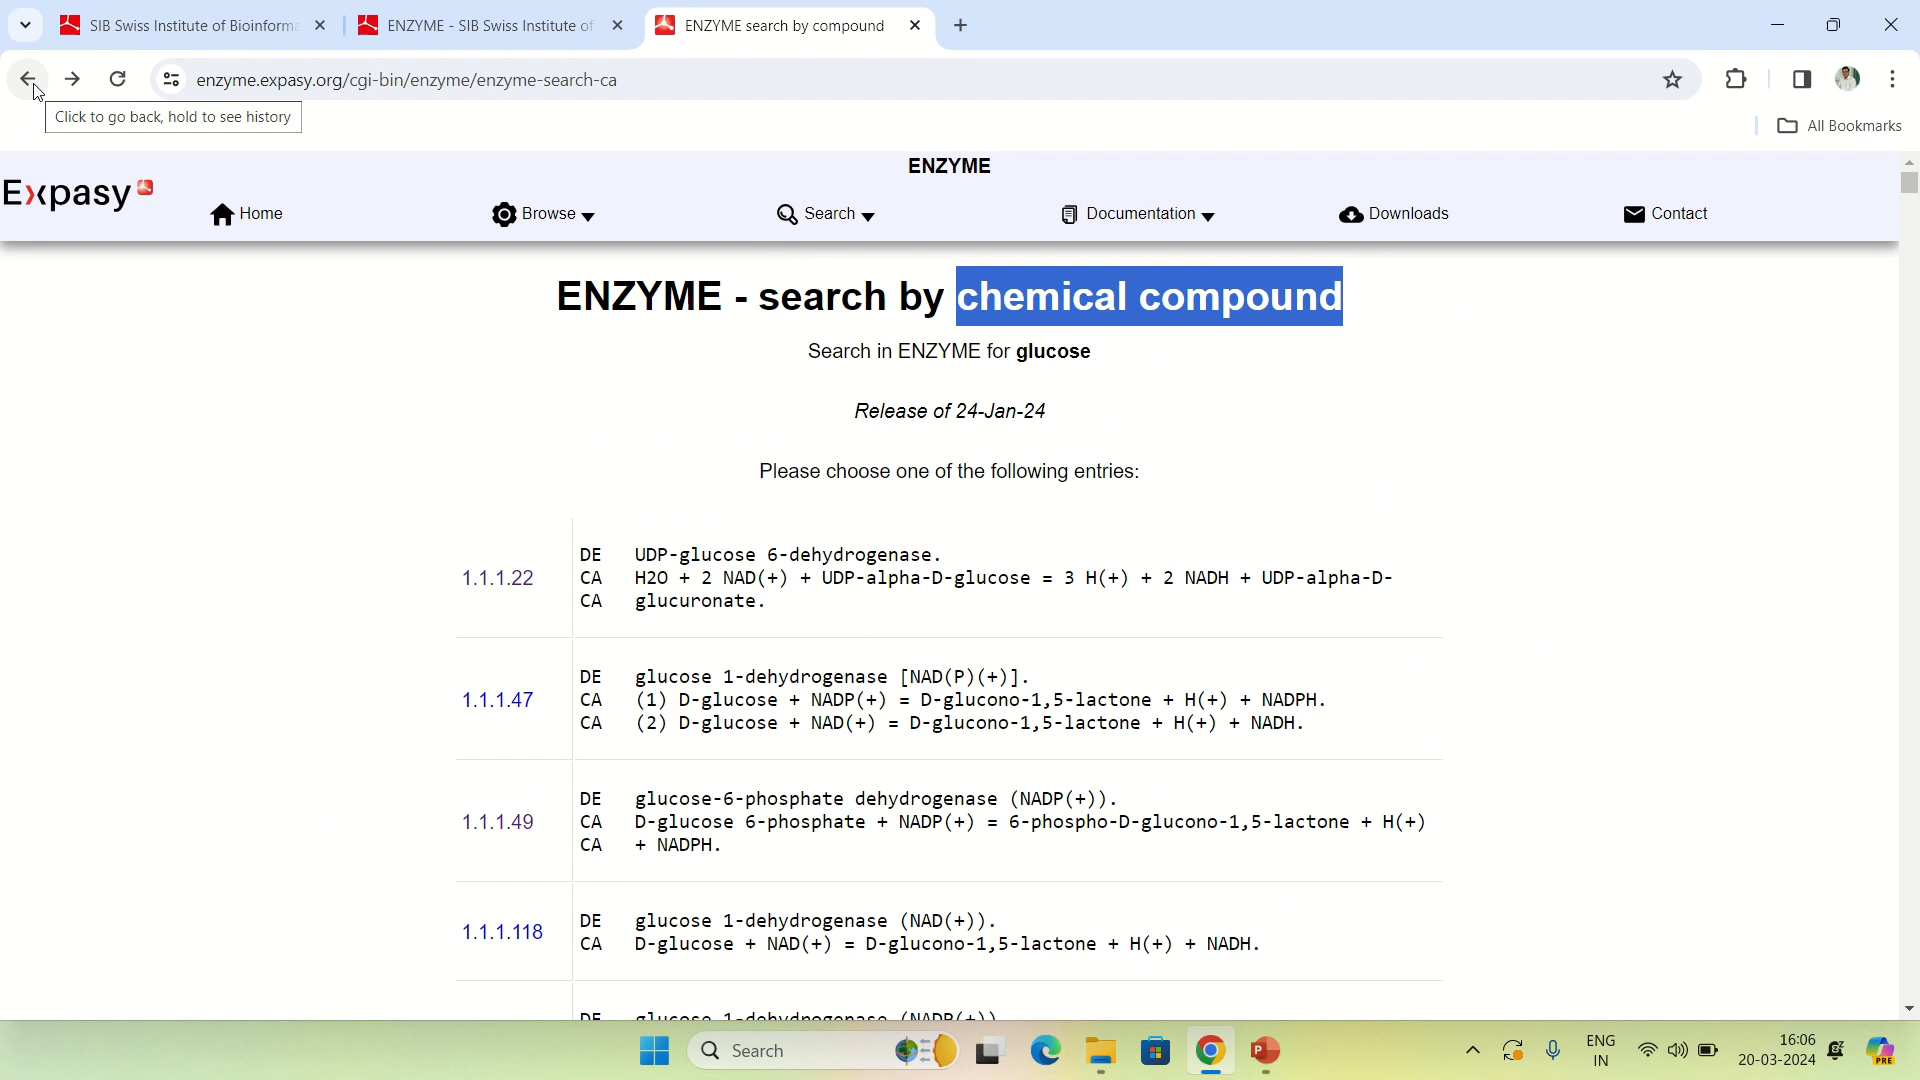 SIB Swiss Institute of Bioinforma
ENZYME - SIB Swiss Institute of
ENZYME search by compound
enzyme.expasy.org/cgi-bin/enzyme/enzyme-search-ca
Click to go back, hold to see history
All Bookmarks
ENZYME
Expasy
Home
Browse
Search
Documentation
Downloads
Contact
ENZYME - search by chemical compound
Search in ENZYME for glucose
Release of 24-Jan-24
Please choose one of the following entries:
DE UDP-glucose 6-dehydrogenase.
1.1.1.22 CA H2O + 2 NAD(+) + UDP-alpha-D-glucose = 3 H(+) + 2 NADH + UDP-alpha-D-
CA glucuronate.
DE glucose 1-dehydrogenase [NAD(P)(+)].
1.1.1.47 CA (1) D-glucose + NADP(+) = D-glucono-1,5-lactone + H(+) + NADPH.
CA (2) D-glucose + NAD(+) = D-glucono-1,5-lactone + H(+) + NADH.
DE glucose-6-phosphate dehydrogenase (NADP(+)).
1.1.1.49 CA D-glucose 6-phosphate + NADP(+) = 6-phospho-D-glucono-1,5-lactone + H(+)
CA + NADPH.
DE glucose 1-dehydrogenase (NAD(+)).
1.1.1.118 CA D-glucose + NAD(+) = D-glucono-1,5-lactone + H(+) + NADH.
DE glucose 1-dehydrogenase (NADP(+))
Search
ENG
IN
16:06
20-03-2024
PRE